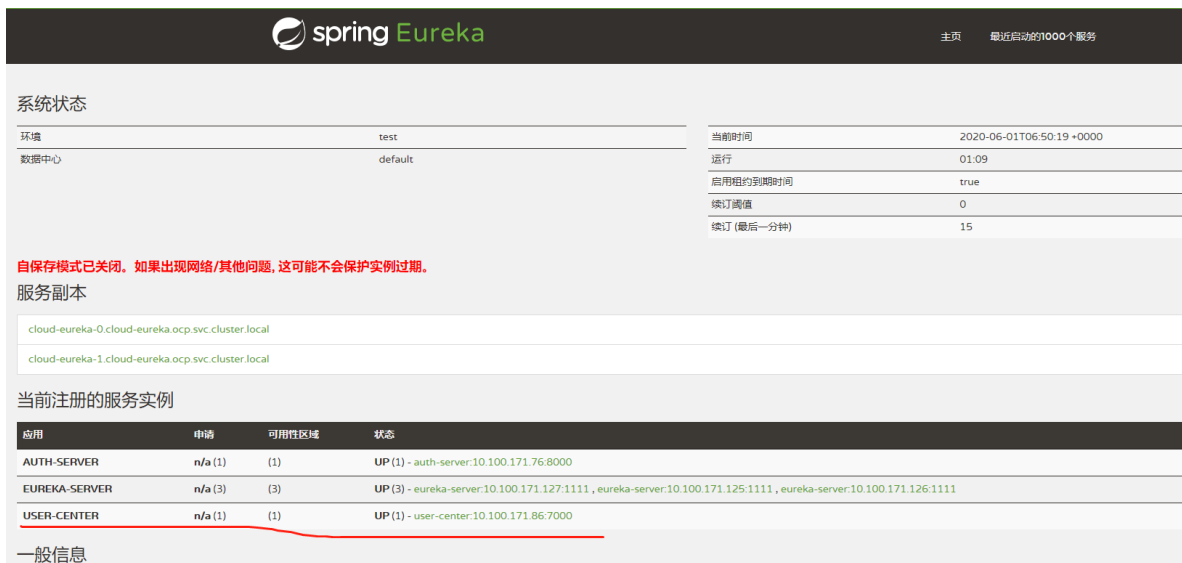 spring Eureka
主页 最近启动的1000个服务
系统状态
环境 test
数据中心 default
当前时间 2020-06-01T06:50:19 +0000
运行 01:09
启用租约到期时间 true
续订阈值 0
续订 (最后一分钟) 15
自保存模式已关闭。如果出现网络/其他问题, 这可能不会保护实例过期。
服务副本
cloud-eureka-0.cloud-eureka.ocp.svc.cluster.local
cloud-eureka-1.cloud-eureka.ocp.svc.cluster.local
当前注册的服务实例
应用 申请 可用性区域 状态
AUTH-SERVER n/a (1) (1) UP (1) - auth-server:10.100.171.76:8000
EUREKA-SERVER n/a (3) (3) UP (3) - eureka-server:10.100.171.127:1111 , eureka-server:10.100.171.125:1111 , eureka-server:10.100.171.126:1111
USER-CENTER n/a (1) (1) UP (1) - user-center:10.100.171.86:7000
一般信息